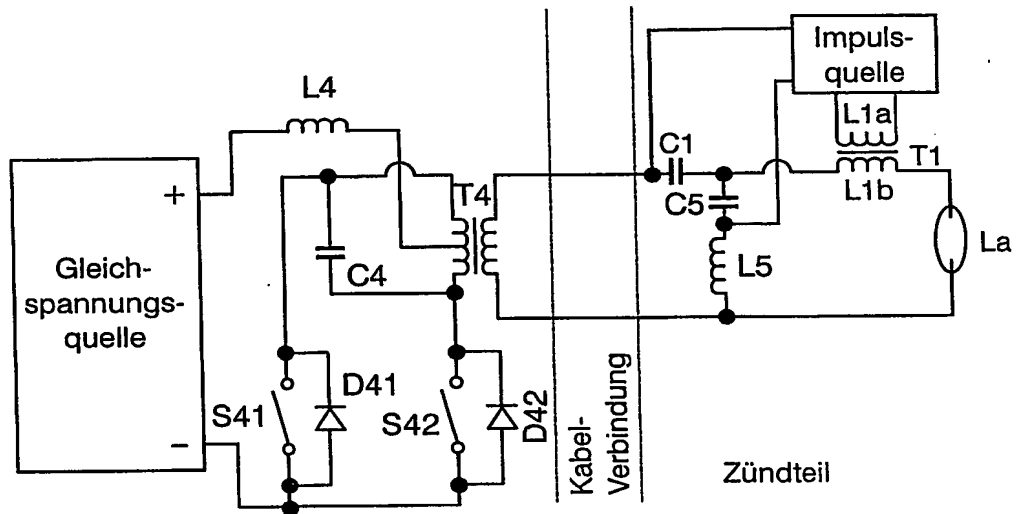 Impuls-
quelle
L4
L1a
C1
T1
+
T4
C5
L1b
La
Gleich-
spannungs-
quelle
C4
L5
D41
S41
S42
D42
−
Kabel-
Verbindung
Zündteil